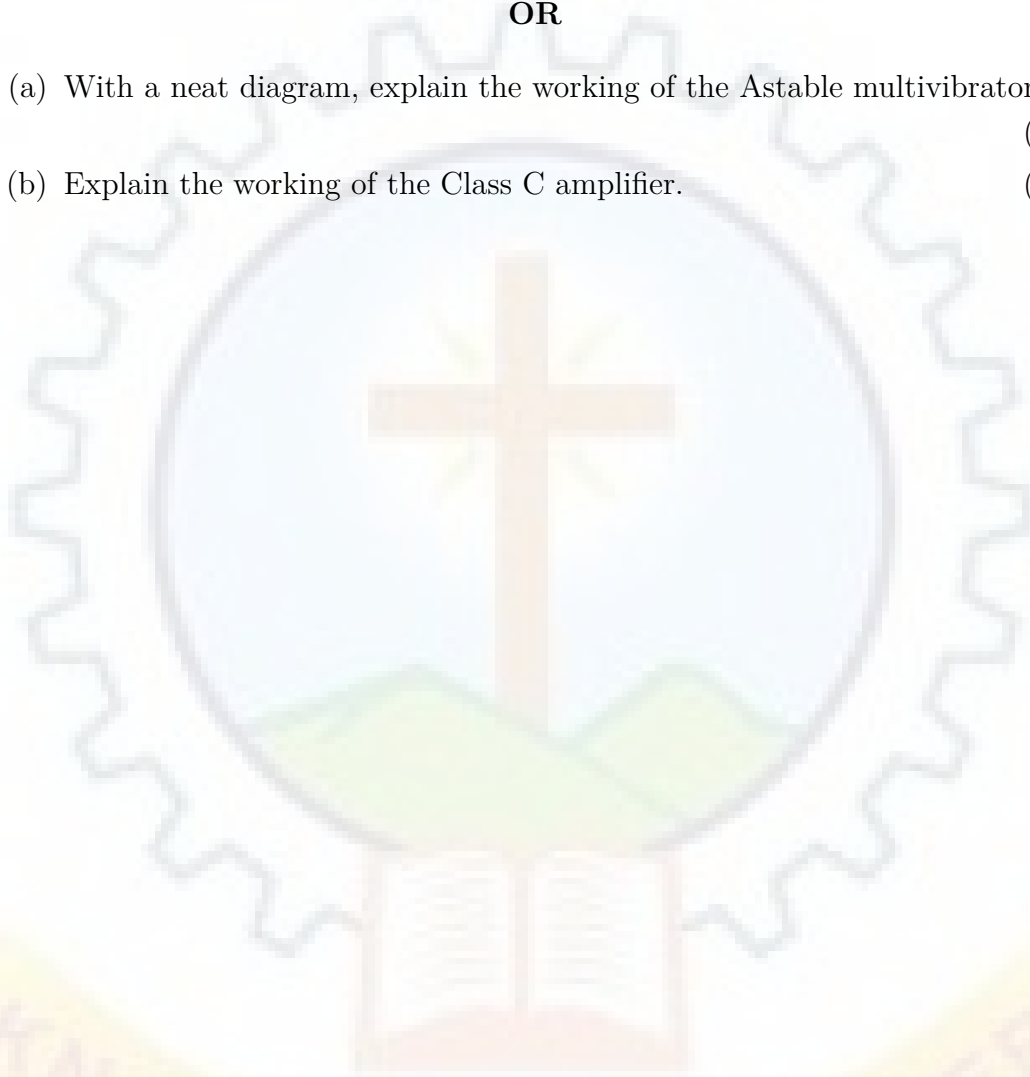 OR
(a) With a neat diagram, explain the working of the Astable multivibrator
(
(b) Explain the working of the Class C amplifier.
(